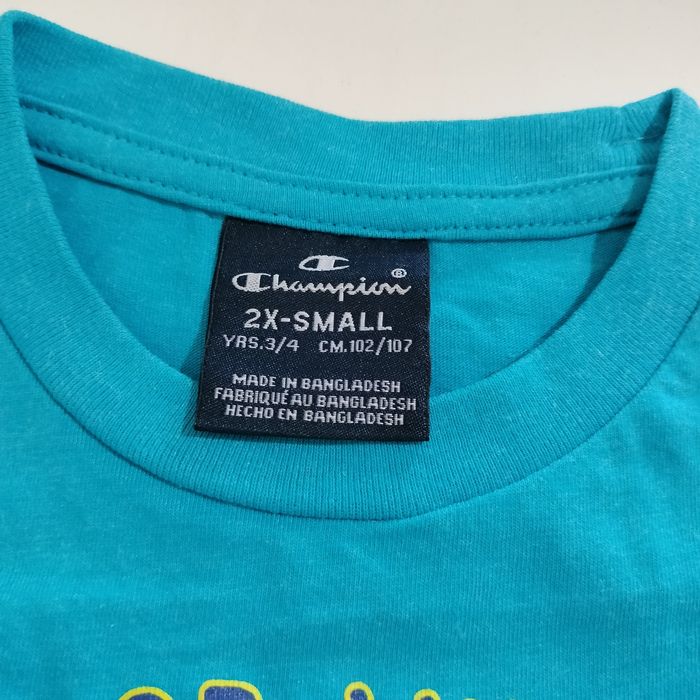 Champion®
2X-SMALL
YRS.3/4 CM.102/107
MADE IN BANGLADESH
FABRIQUÉ AU BANGLADESH
HECHO EN BANGLADESH